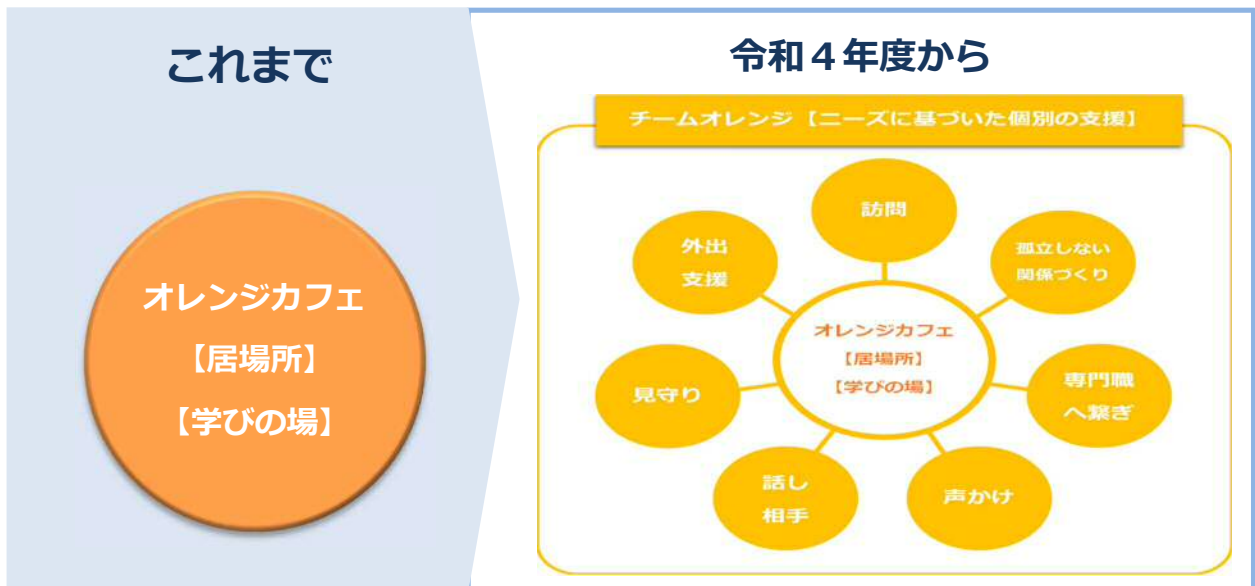 これまで
オレンジカフェ
【居場所】
【学びの場】
令和４年度から
チームオレンジ【ニーズに基づいた個別の支援】
訪問
孤立しない
関係づくり
専門職
へ繋ぎ
声かけ
話し
相手
見守り
外出
支援
オレンジカフェ
【居場所】
【学びの場】